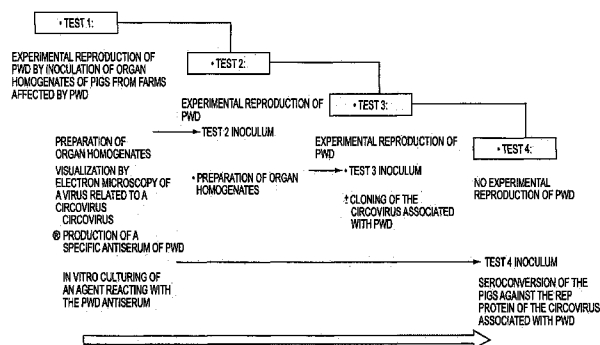 • TEST 1:
EXPERIMENTAL REPRODUCTION OF
PWD BY INOCULATION OF ORGAN
HOMOGENATES OF PIGS FROM FARMS
AFFECTED BY PWD
PREPARATION OF
ORGAN HOMOGENATES
VISUALIZATION BY
ELECTRON MICROSCOPY OF
A VIRUS RELATED TO A
CIRCOVIRUS
CIRCOVIRUS
® PRODUCTION OF A
SPECIFIC ANTISERUM OF PWD
IN VITRO CULTURING OF
AN AGENT REACTING WITH
THE PWD ANTISERUM
• TEST 2:
EXPERIMENTAL REPRODUCTION OF
PWD
TEST 2 INOCULUM
• PREPARATION OF ORGAN
HOMOGENATES
• TEST 3:
EXPERIMENTAL REPRODUCTION OF
PWD
• TEST 3 INOCULUM
† CLONING OF THE
CIRCOVIRUS ASSOCIATED
WITH PWD
• TEST 4:
NO EXPERIMENTAL
REPRODUCTION OF PWD
TEST 4 INOCULUM
SEROCONVERSION OF THE
PIGS AGAINST THE REP
PROTEIN OF THE CIRCOVIRUS
ASSOCIATED WITH PWD